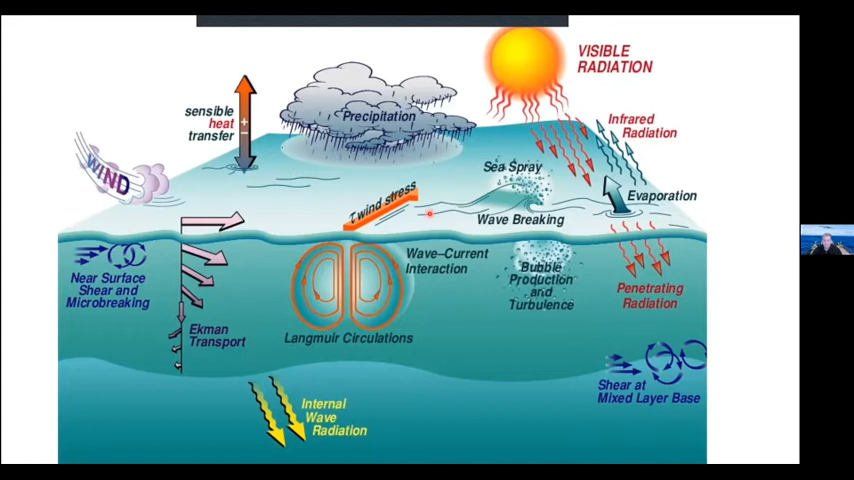 VISIBLE
RADIATION
sensible
heat
transfer
+
−
Precipitation
Infrared
Radiation
WIND
τ wind stress
Sea Spray
Evaporation
Wave Breaking
Near Surface
Shear and
Microbreaking
Wave–Current
Interaction
Bubble
Production
and
Turbulence
Penetrating
Radiation
Ekman
Transport
Langmuir Circulations
Shear at
Mixed Layer Base
Internal
Wave
Radiation